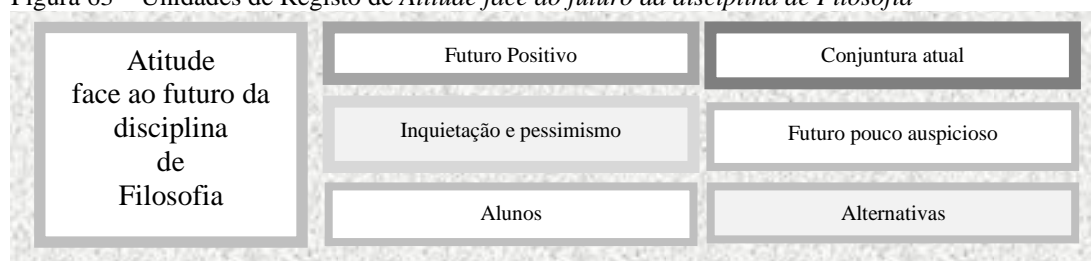 Figura 63 – Unidades de Registo de Atitude face ao futuro da disciplina de Filosofia
Atitude
face ao futuro da
disciplina
de
Filosofia
Futuro Positivo
Conjuntura atual
Inquietação e pessimismo
Futuro pouco auspicioso
Alunos
Alternativas